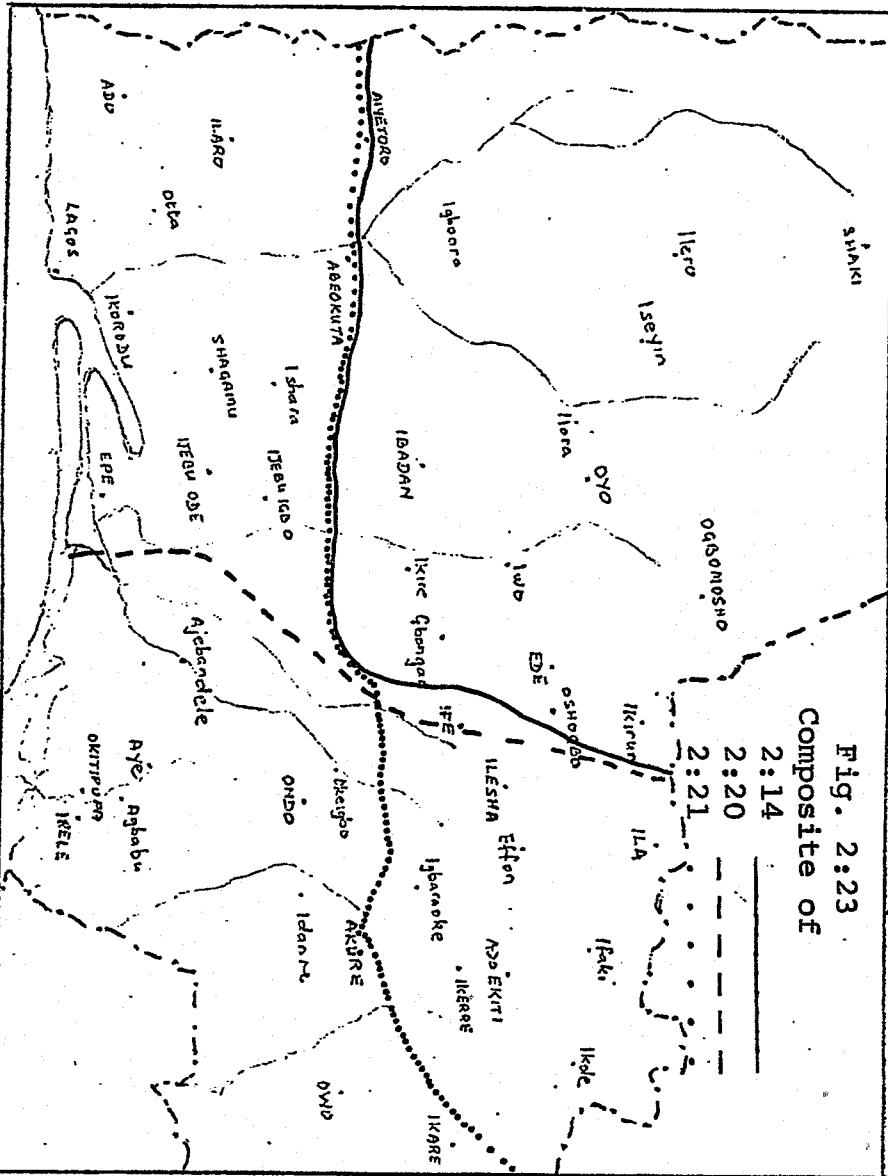 Fig. 2:23
Composite of
2:14
2:20
2:21
SHAKI
Ilero
Iseyin
OGBOMOSHO
Ikirun
ILA
Ifaki
Ikole
Ilora
OYO
EDE
OSHOGBO
Iwo
ILESHA
Effon
ADO EKITI
IKERRE
Igboora
IBADAN
Ikire
Gbongan
IFE
Igbaraoke
IKARE
AIYETORO
ABEOKUTA
AKURE
OWO
Ishara
IJEBU IGBO
ONDO
Idanre
ILARO
SHAGAMU
IJEBU ODE
Ajebandele
Otta
IKORODU
Aye
Agbabu
ADO
EPE
OKITIPUPA
IRELE
LAGOS